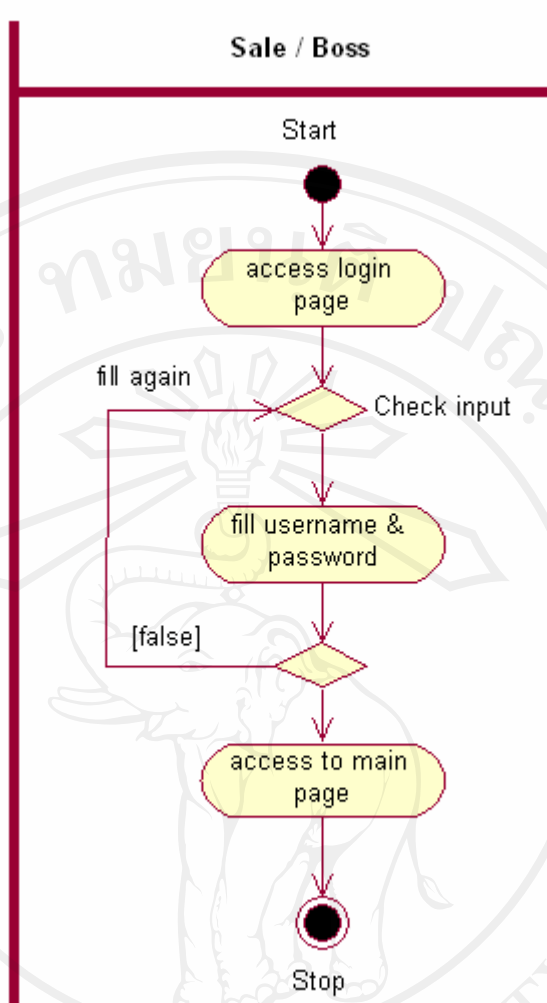 Sale / Boss
Start
access login
page
fill again
Check input
fill username &
password
[false]
access to main
page
Stop